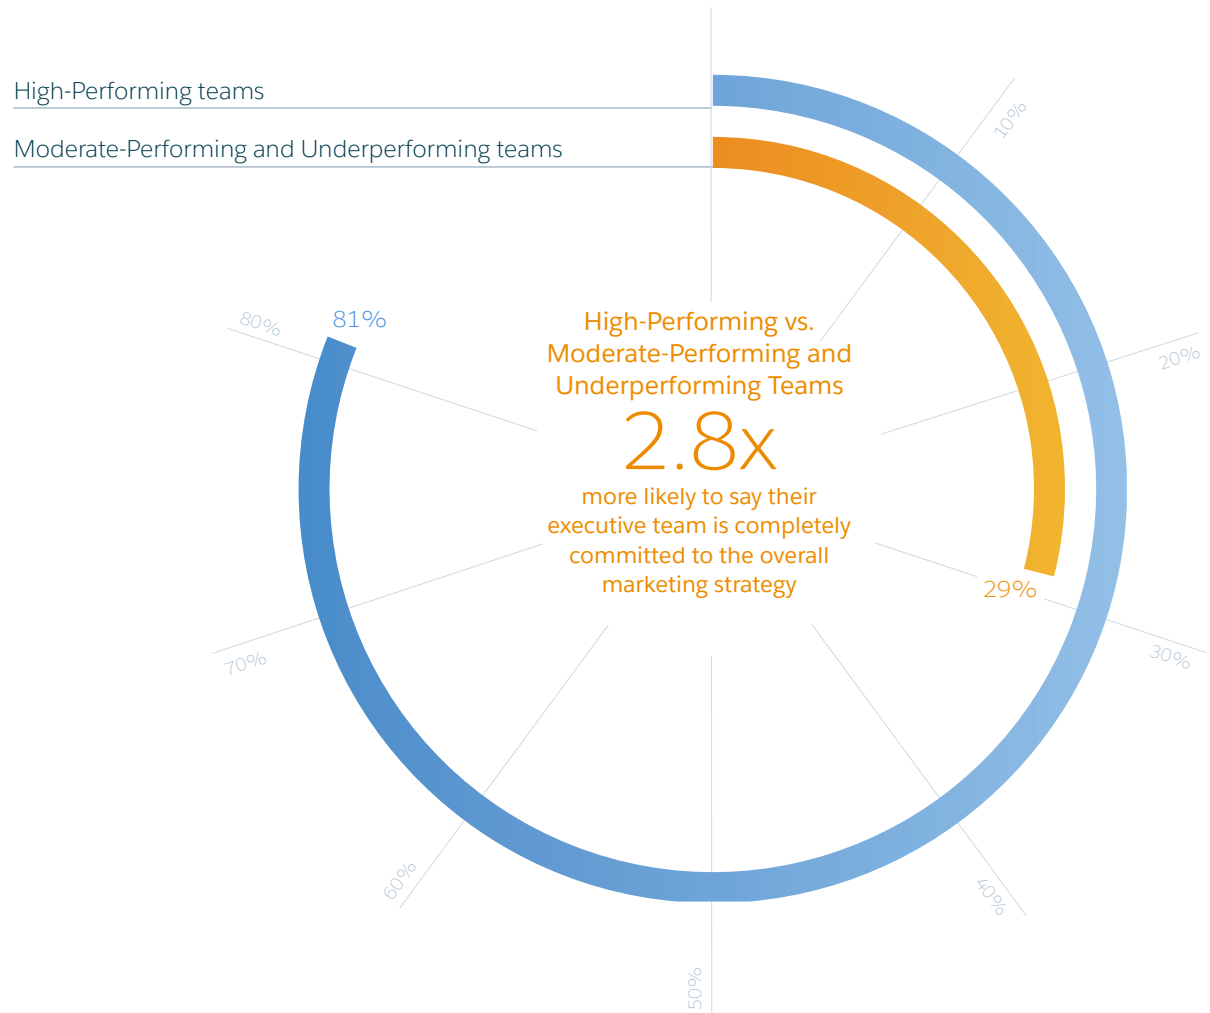 High-Performing teams
Moderate-Performing and Underperforming teams
10%
20%
30%
40%
50%
60%
70%
80%
81%
29%
High-Performing vs.
Moderate-Performing and
Underperforming Teams
2.8x
more likely to say their
executive team is completely
committed to the overall
marketing strategy